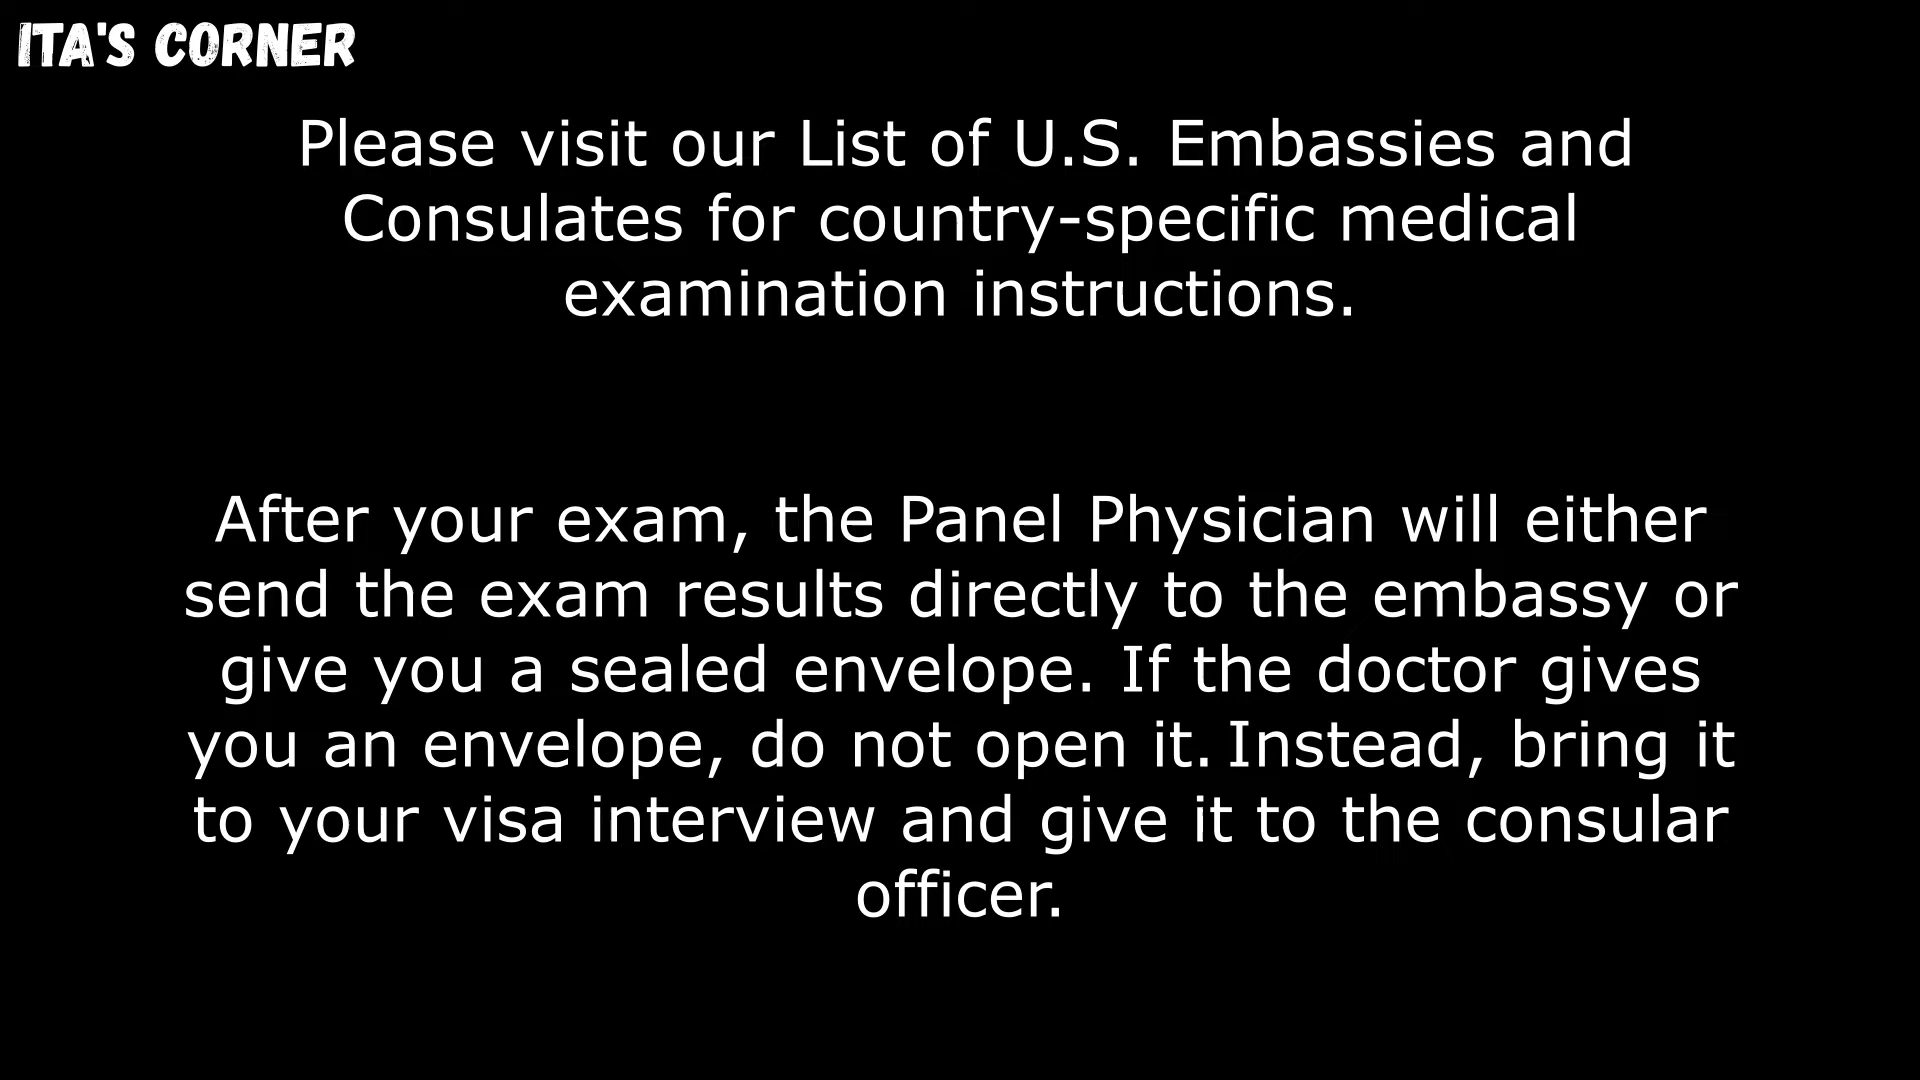 ITA'S CORNER
Please visit our List of U.S. Embassies and
Consulates for country-specific medical
examination instructions.
After your exam, the Panel Physician will either
send the exam results directly to the embassy or
give you a sealed envelope. If the doctor gives
you an envelope, do not open it. Instead, bring it
to your visa interview and give it to the consular
officer.